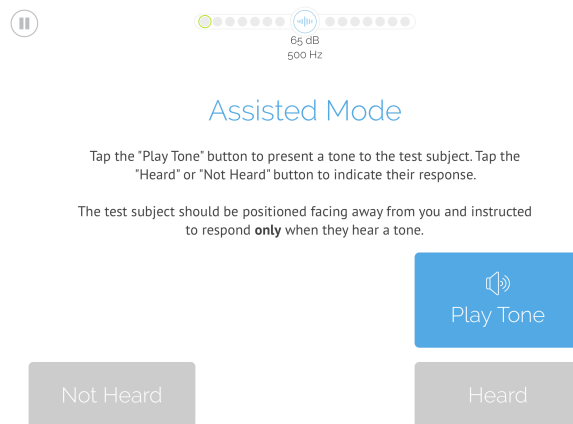 65 dB
500 Hz
Assisted Mode
Tap the "Play Tone" button to present a tone to the test subject. Tap the
"Heard" or "Not Heard" button to indicate their response.
The test subject should be positioned facing away from you and instructed
to respond only when they hear a tone.
Play Tone
Not Heard
Heard